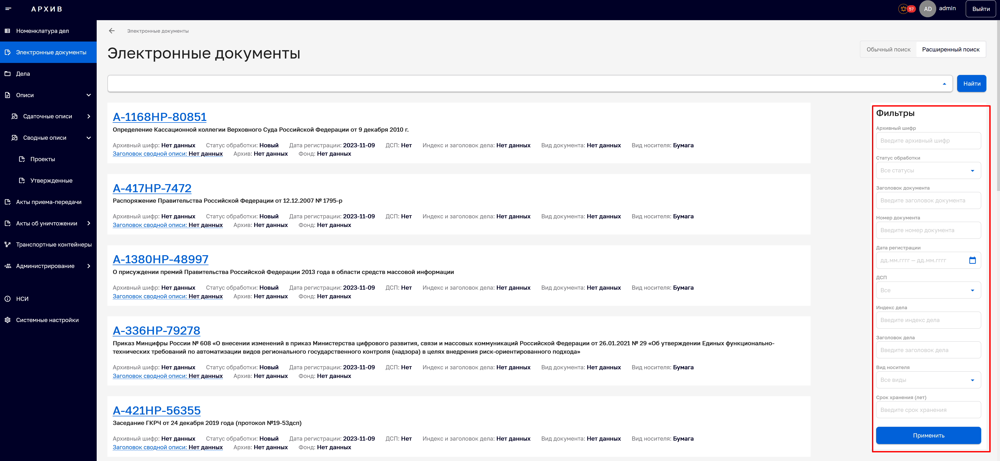 АРХИВ
57
AD
admin
Выйти
Номенклатура дел
Электронные документы
Дела
Описи
Сдаточные описи
Сводные описи
Проекты
Утвержденные
Акты приема-передачи
Акты об уничтожении
Транспортные контейнеры
Администрирование
НСИ
Системные настройки
Электронные документы
Электронные документы
Обычный поиск
Расширенный поиск
Найти
А-1168НР-80851
Определение Кассационной коллегии Верховного Суда Российской Федерации от 9 декабря 2010 г.
Архивный шифр: Нет данных Статус обработки: Новый Дата регистрации: 2023-11-09 ДСП: Нет Индекс и заголовок дела: Нет данных Вид документа: Нет данных Вид носителя: Бумага
Заголовок сводной описи: Нет данных Архив: Нет данных Фонд: Нет данных
А-417НР-7472
Распоряжение Правительства Российской Федерации от 12.12.2007 № 1795-р
Архивный шифр: Нет данных Статус обработки: Новый Дата регистрации: 2023-11-09 ДСП: Нет Индекс и заголовок дела: Нет данных Вид документа: Нет данных Вид носителя: Бумага
Заголовок сводной описи: Нет данных Архив: Нет данных Фонд: Нет данных
А-1380НР-48997
О присуждении премий Правительства Российской Федерации 2013 года в области средств массовой информации
Архивный шифр: Нет данных Статус обработки: Новый Дата регистрации: 2023-11-09 ДСП: Нет Индекс и заголовок дела: Нет данных Вид документа: Нет данных Вид носителя: Бумага
Заголовок сводной описи: Нет данных Архив: Нет данных Фонд: Нет данных
А-336НР-79278
Приказ Минцифры России № 608 «О внесении изменений в приказ Министерства цифрового развития, связи и массовых коммуникаций Российской Федерации от 26.01.2021 № 29 «Об утверждении Единых функционально-
технических требований по автоматизации видов регионального государственного контроля (надзора) в целях внедрения риск-ориентированного подхода»
Архивный шифр: Нет данных Статус обработки: Новый Дата регистрации: 2023-11-09 ДСП: Нет Индекс и заголовок дела: Нет данных Вид документа: Нет данных Вид носителя: Бумага
Заголовок сводной описи: Нет данных Архив: Нет данных Фонд: Нет данных
А-421НР-56355
Заседание ГКРЧ от 24 декабря 2019 года (протокол №19-53дсп)
Архивный шифр: Нет данных Статус обработки: Новый Дата регистрации: 2023-11-09 ДСП: Нет Индекс и заголовок дела: Нет данных Вид документа: Нет данных Вид носителя: Бумага
Заголовок сводной описи: Нет данных Архив: Нет данных Фонд: Нет данных
Фильтры
Архивный шифр
Введите архивный шифр
Статус обработки
Все статусы
Заголовок документа
Введите заголовок документа
Номер документа
Введите номер документа
Дата регистрации
дд.мм.гггг – дд.мм.гггг
ДСП
Все
Индекс дела
Введите индекс дела
Заголовок дела
Введите заголовок дела
Вид носителя
Все виды
Срок хранения (лет)
Введите срок хранения
Применить